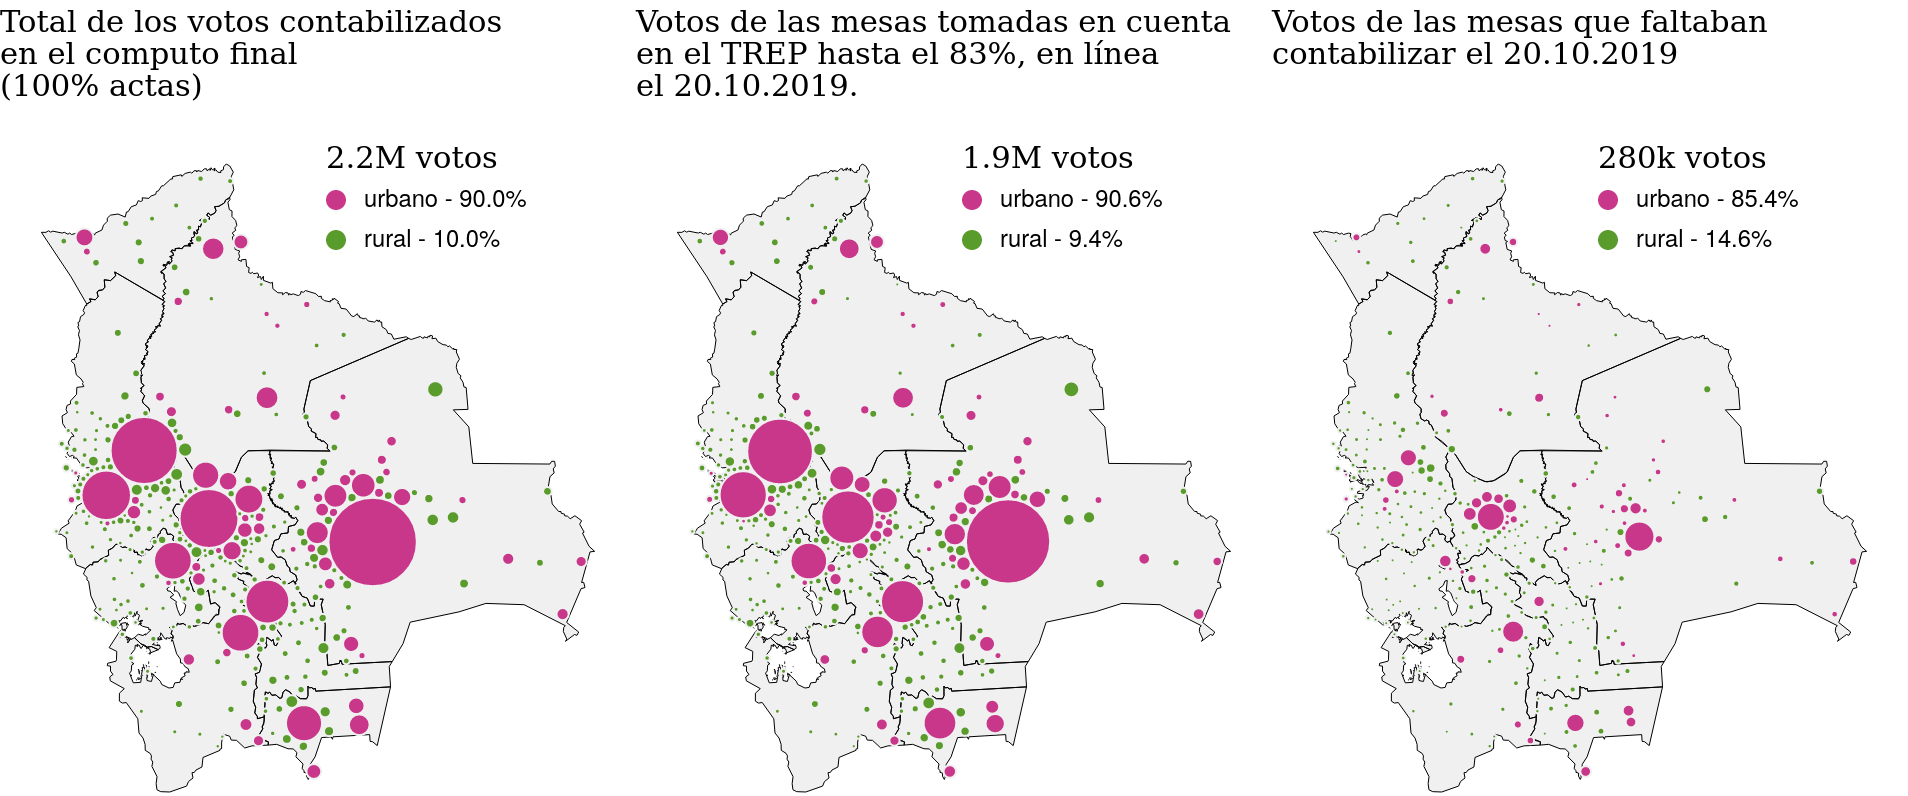 Total de los votos contabilizados
en el computo final
(100% actas)
2.2M votos
urbano - 90.0%
rural - 10.0%
Votos de las mesas tomadas en cuenta
en el TREP hasta el 83%, en línea
el 20.10.2019.
1.9M votos
urbano - 90.6%
rural - 9.4%
Votos de las mesas que faltaban
contabilizar el 20.10.2019
280k votos
urbano - 85.4%
rural - 14.6%